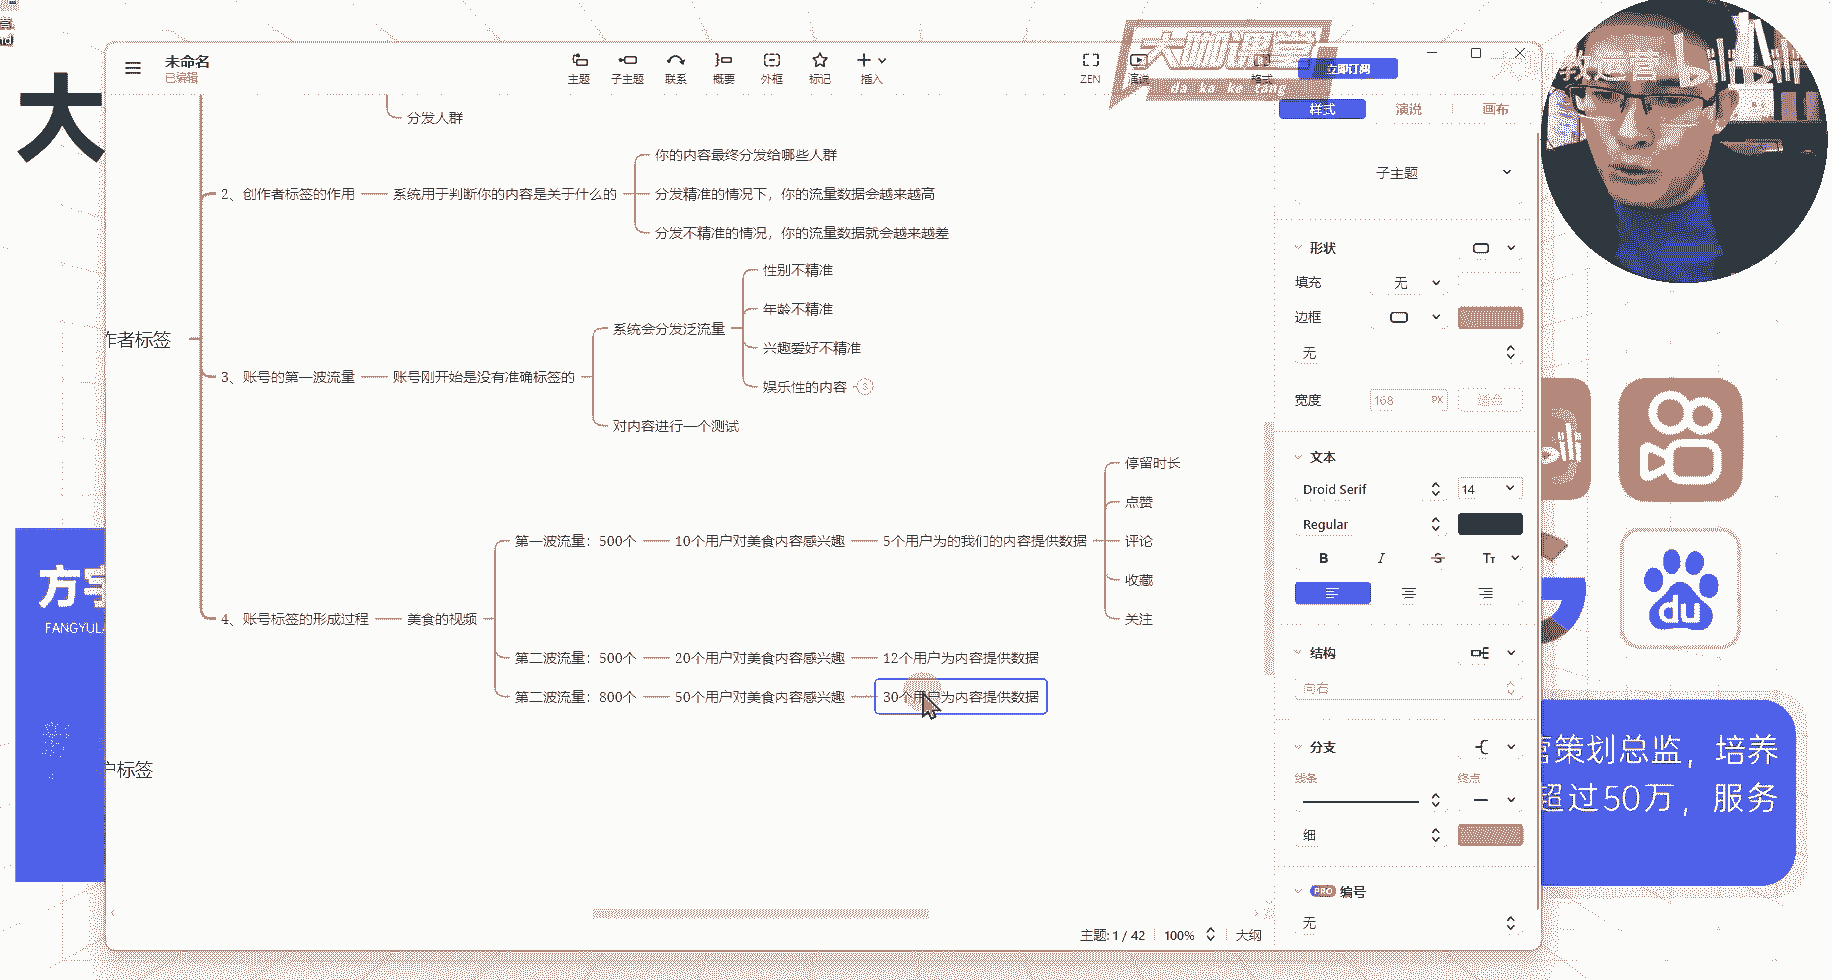 大
未命名
已编辑
主题
子主题
联系
概要
外框
标记
插入
ZEN
演说
格式
立即订阅
大咖课堂
da ka ke tang
bilibili
分发人群
2、创作者标签的作用
系统用于判断你的内容是关于什么的
你的内容最终分发给哪些人群
分发精准的情况下，你的流量数据会越来越高
分发不精准的情况，你的流量数据就会越来越差
作者标签
3、账号的第一波流量
账号刚开始是没有准确标签的
系统会分发泛流量
性别不精准
年龄不精准
兴趣爱好不精准
娱乐性的内容
3
对内容进行一个测试
4、账号标签的形成过程
美食的视频
第一波流量：500个
10个用户对美食内容感兴趣
5个用户为的我们的内容提供数据
停留时长
点赞
评论
收藏
关注
第二波流量：500个
20个用户对美食内容感兴趣
12个用户为内容提供数据
第二波流量：800个
50个用户对美食内容感兴趣
30个用户为内容提供数据
户标签
样式
演说
画布
子主题
形状
填充
无
边框
无
宽度
168
PX
适合
文本
Droid Serif
14
Regular
B
I
S
Tт
结构
向右
分支
线条
终点
细
PRO 编号
无
主题: 1 / 42
100%
大纲
方宇
FANGYULA
du
营策划总监，培养
超过50万，服务